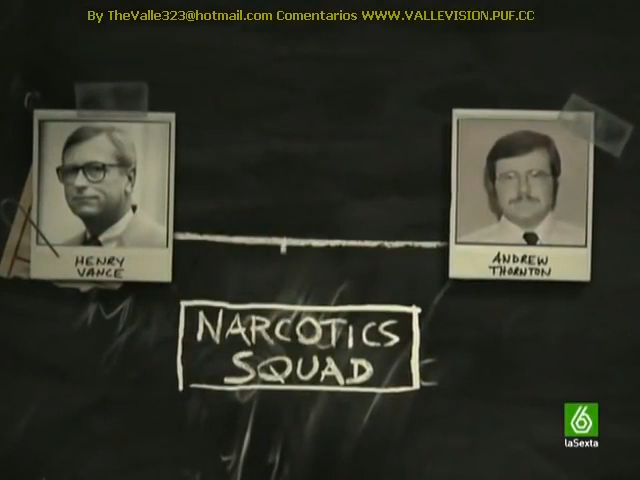 By TheValle323@hotmail.com Comentarios WWW.VALLEVISION.PUF.CC
HENRY
VANCE
ANDREW
THORNTON
NARCOTICS
SQUAD
laSexta